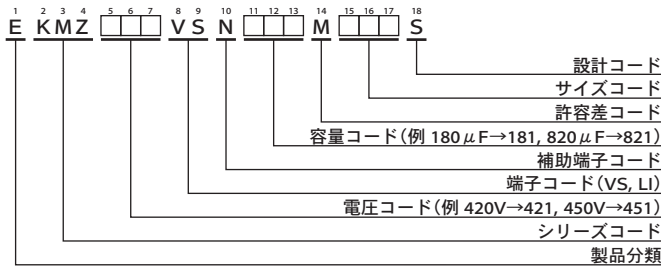 1 2 3 4 5 6 7 8 9 10 11 12 13 14 15 16 17 18
E KMZ □□□ VS N □□□ M □□□ S
設計コード
サイズコード
許容差コード
容量コード(例 180μF→181, 820μF→821)
補助端子コード
端子コード(VS, LI)
電圧コード(例 420V→421, 450V→451)
シリーズコード
製品分類